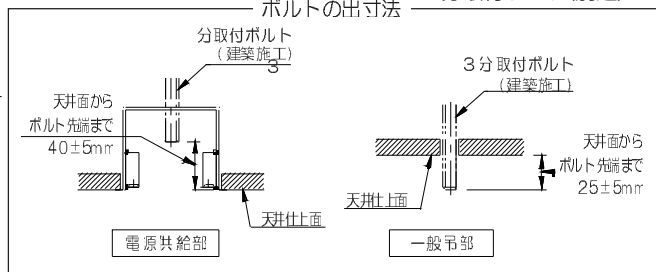 ボルトの出寸法
分取付ボルト
(建築施工)
3
天井面から
ボルト先端まで
40±5mm
天井仕上面
電源供給部
3分取付ボルト
(建築施工)
天井面から
ボルト先端まで
25±5mm
天井仕上面
一般吊部